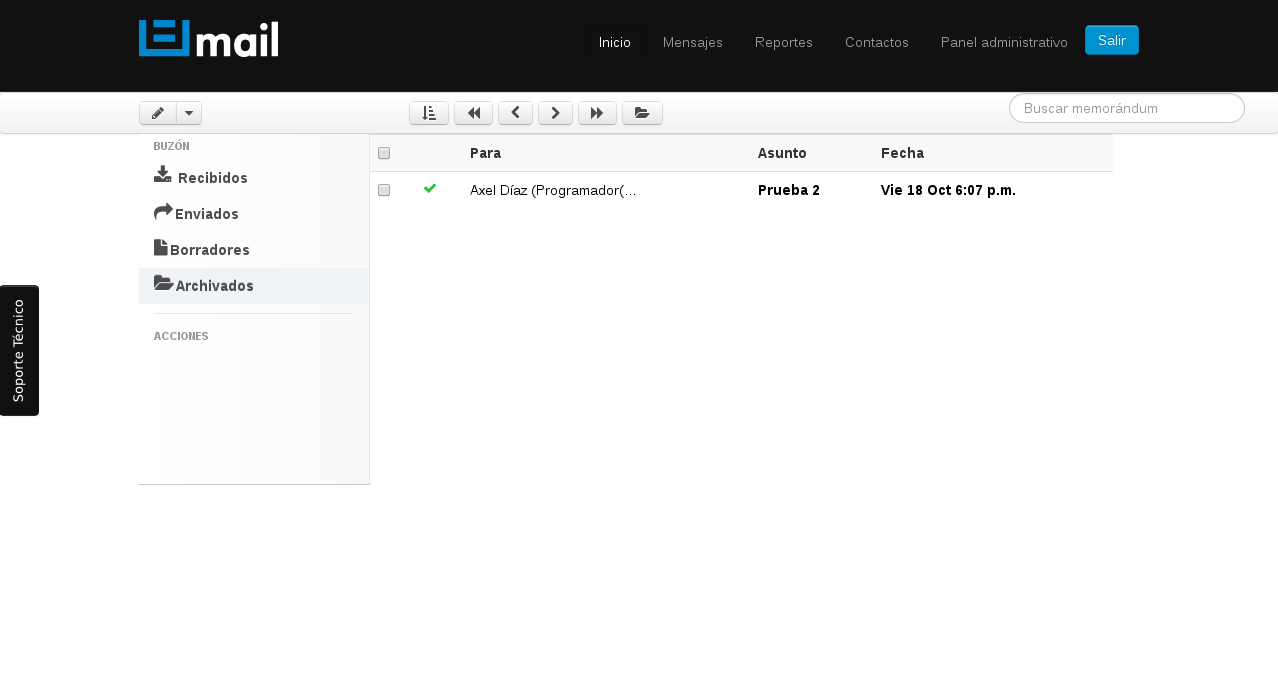 mail
Inicio
Mensajes
Reportes
Contactos
Panel administrativo
Salir
Buscar memorándum
BUZÓN
Recibidos
Enviados
Borradores
Archivados
ACCIONES
Soporte Técnico
Para Asunto Fecha
Axel Díaz (Programador(... Prueba 2 Vie 18 Oct 6:07 p.m.